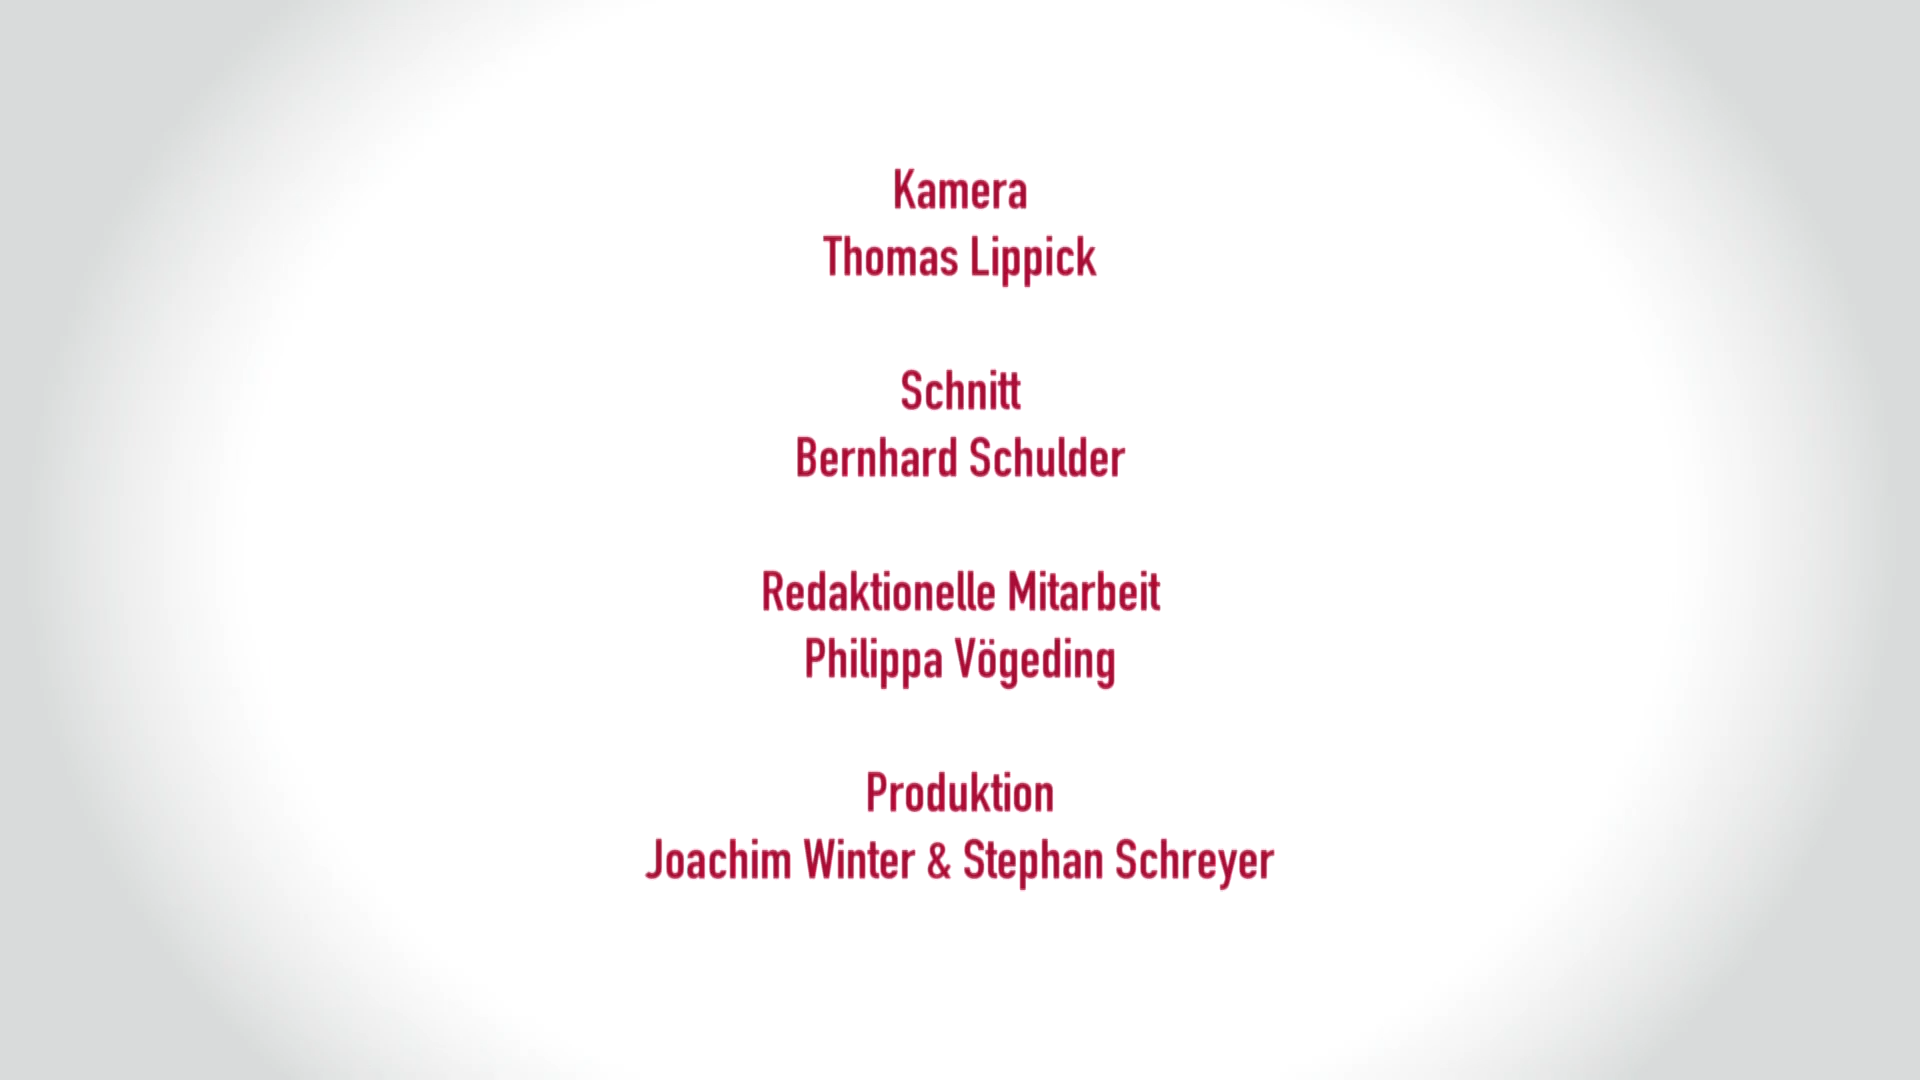 Kamera
Thomas Lippick
Schnitt
Bernhard Schulder
Redaktionelle Mitarbeit
Philippa Vögeding
Produktion
Joachim Winter & Stephan Schreyer